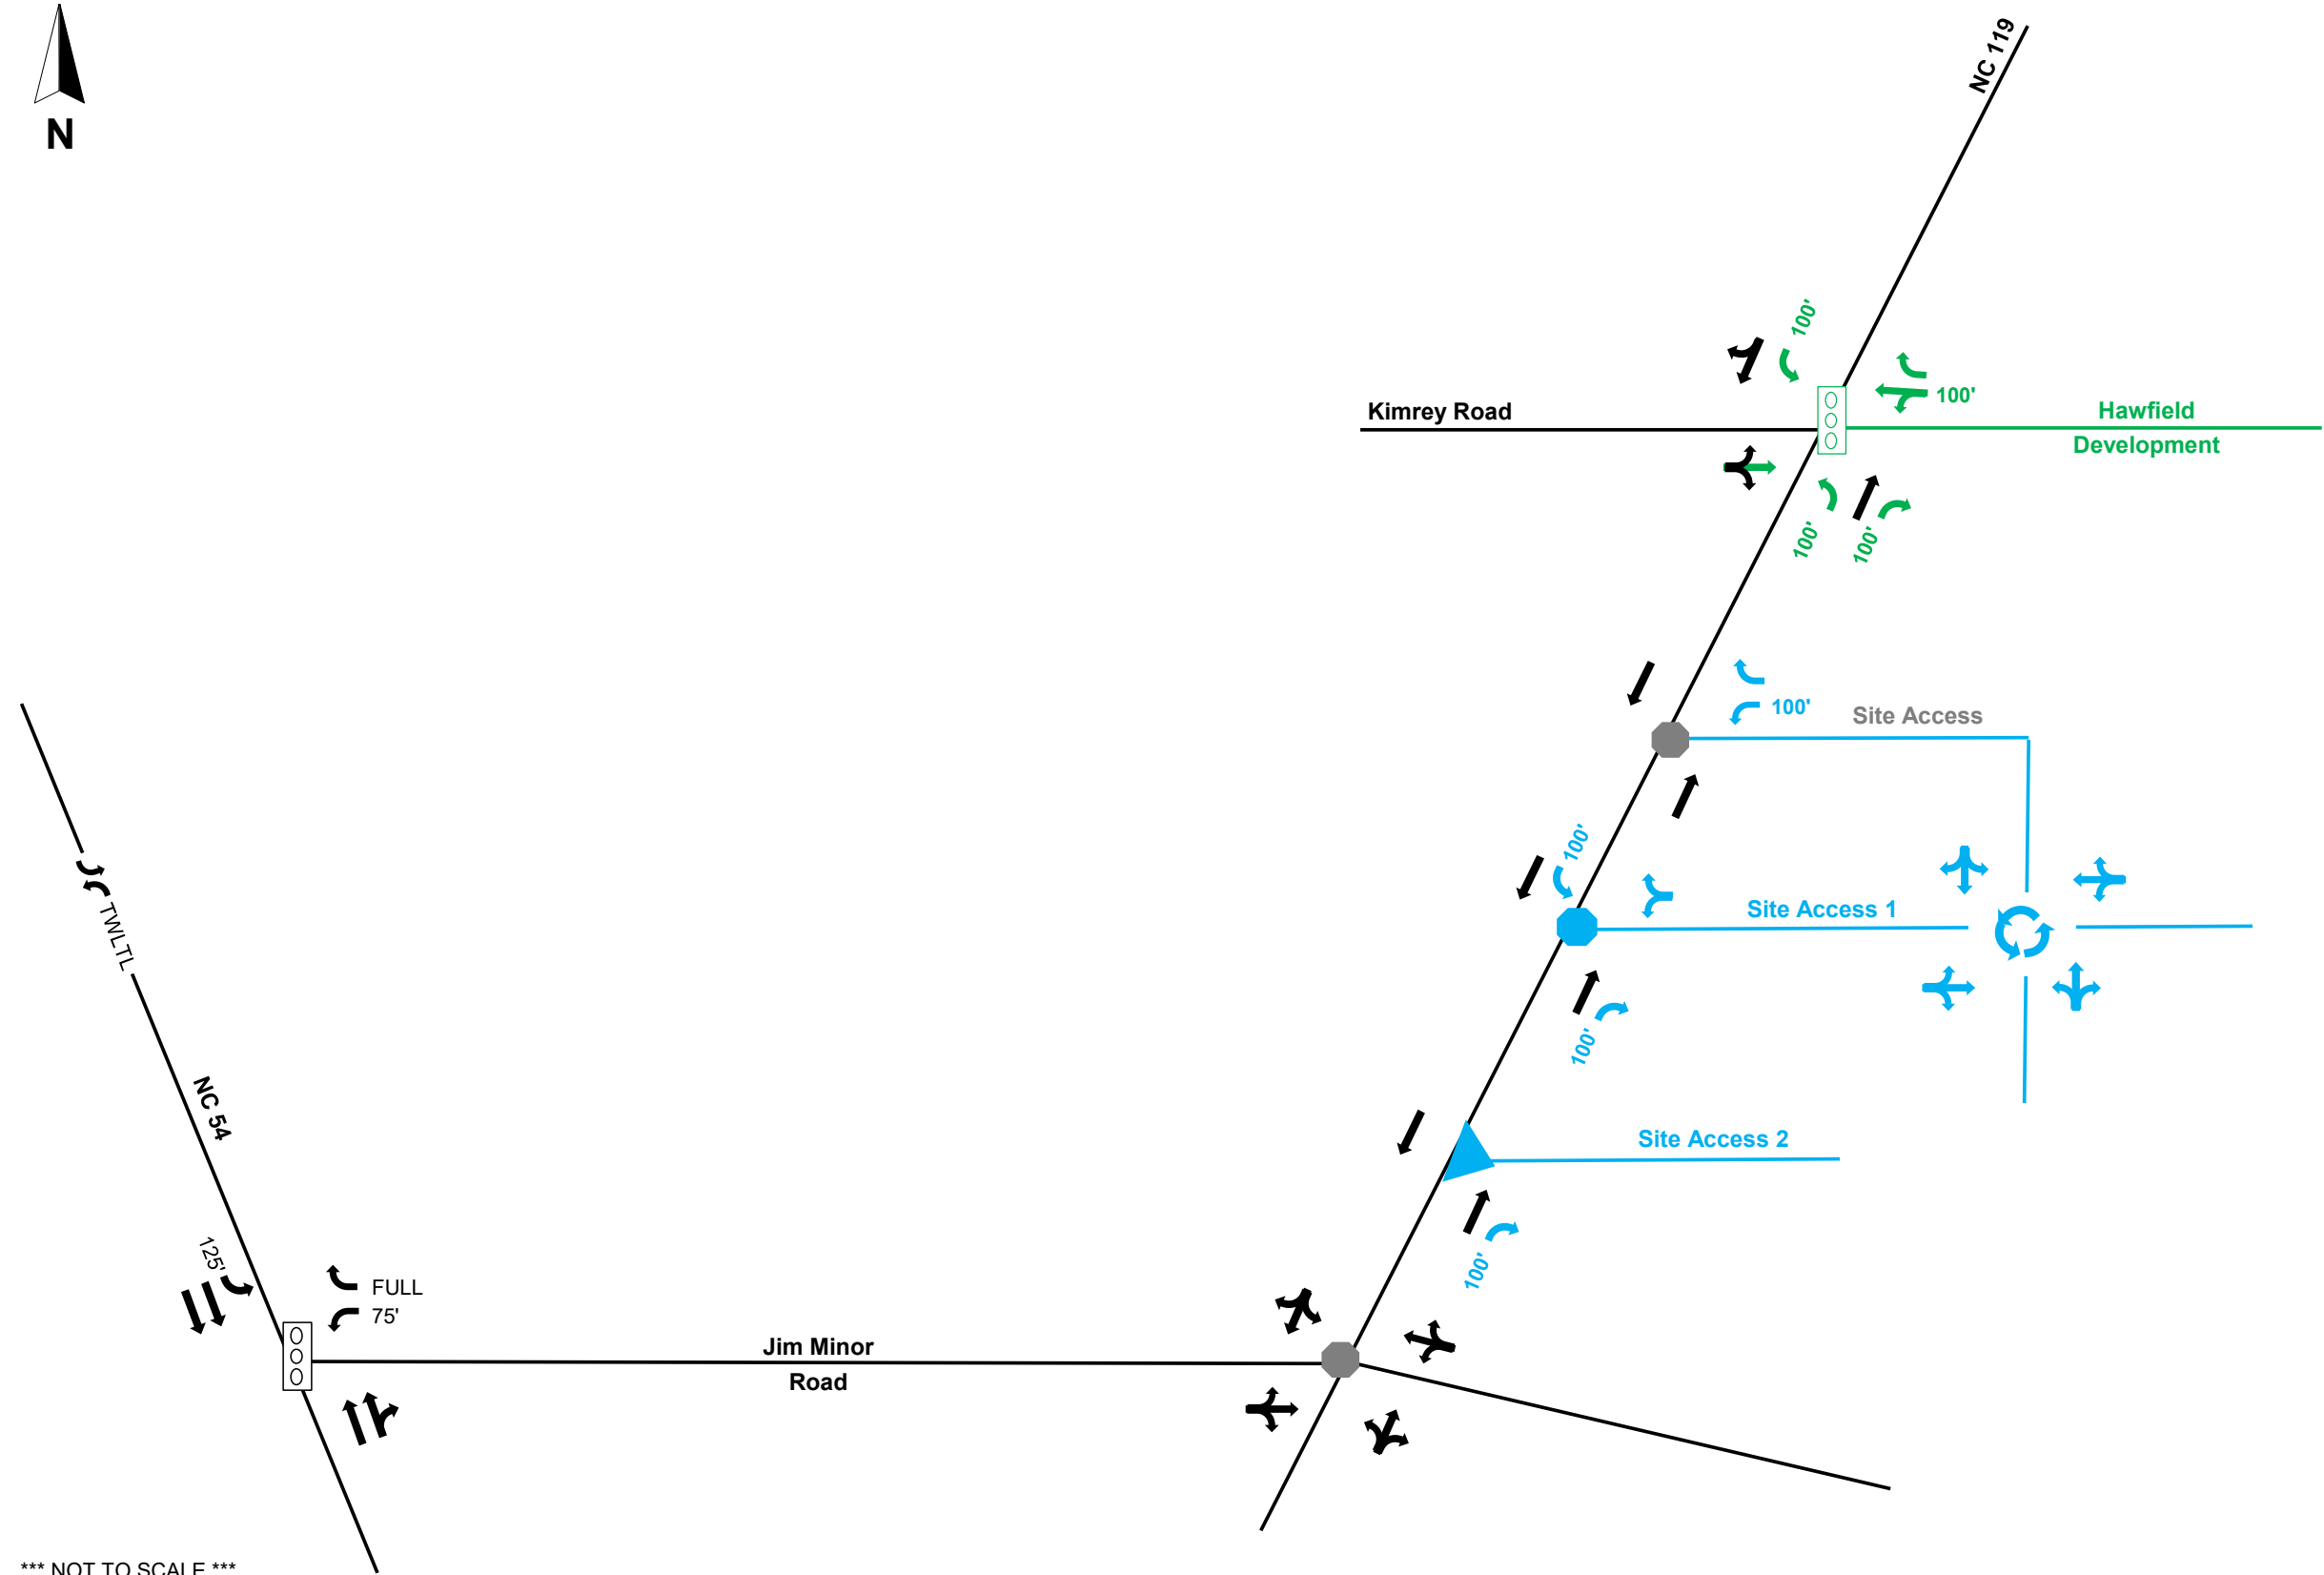 N
NC 119
100'
100'
Kimrey Road
Hawfield
Development
100'
100'
100'
Site Access
100'
Site Access 1
100'
TWLTL
NC 54
Site Access 2
125'
100'
FULL
75'
Jim Minor
Road
*** NOT TO SCALE ***